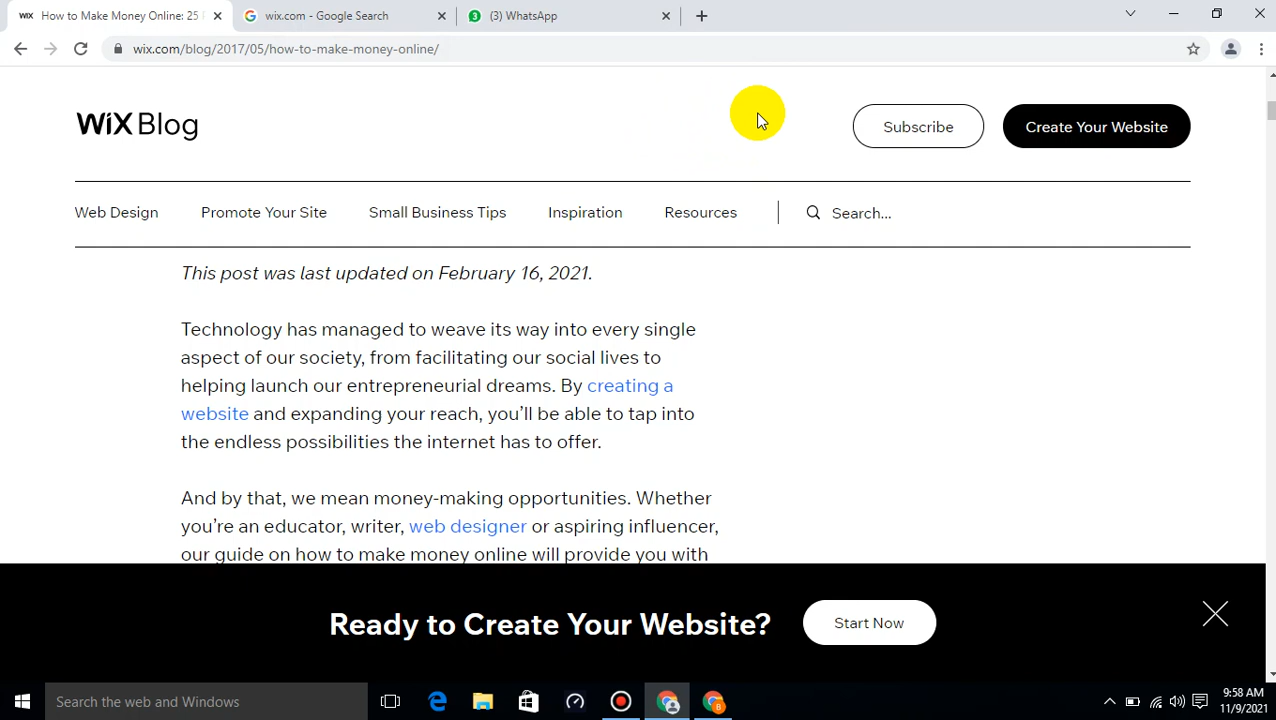 WiX How to Make Money Online: 25
wix.com - Google Search
(3) WhatsApp
wix.com/blog/2017/05/how-to-make-money-online/
WiX Blog
Subscribe
Create Your Website
Web Design
Promote Your Site
Small Business Tips
Inspiration
Resources
Search...
This post was last updated on February 16, 2021.
Technology has managed to weave its way into every single
aspect of our society, from facilitating our social lives to
helping launch our entrepreneurial dreams. By creating a
website and expanding your reach, you’ll be able to tap into
the endless possibilities the internet has to offer.
And by that, we mean money-making opportunities. Whether
you’re an educator, writer, web designer or aspiring influencer,
our guide on how to make money online will provide you with
Ready to Create Your Website?
Start Now
Search the web and Windows
9:58 AM
11/9/2021